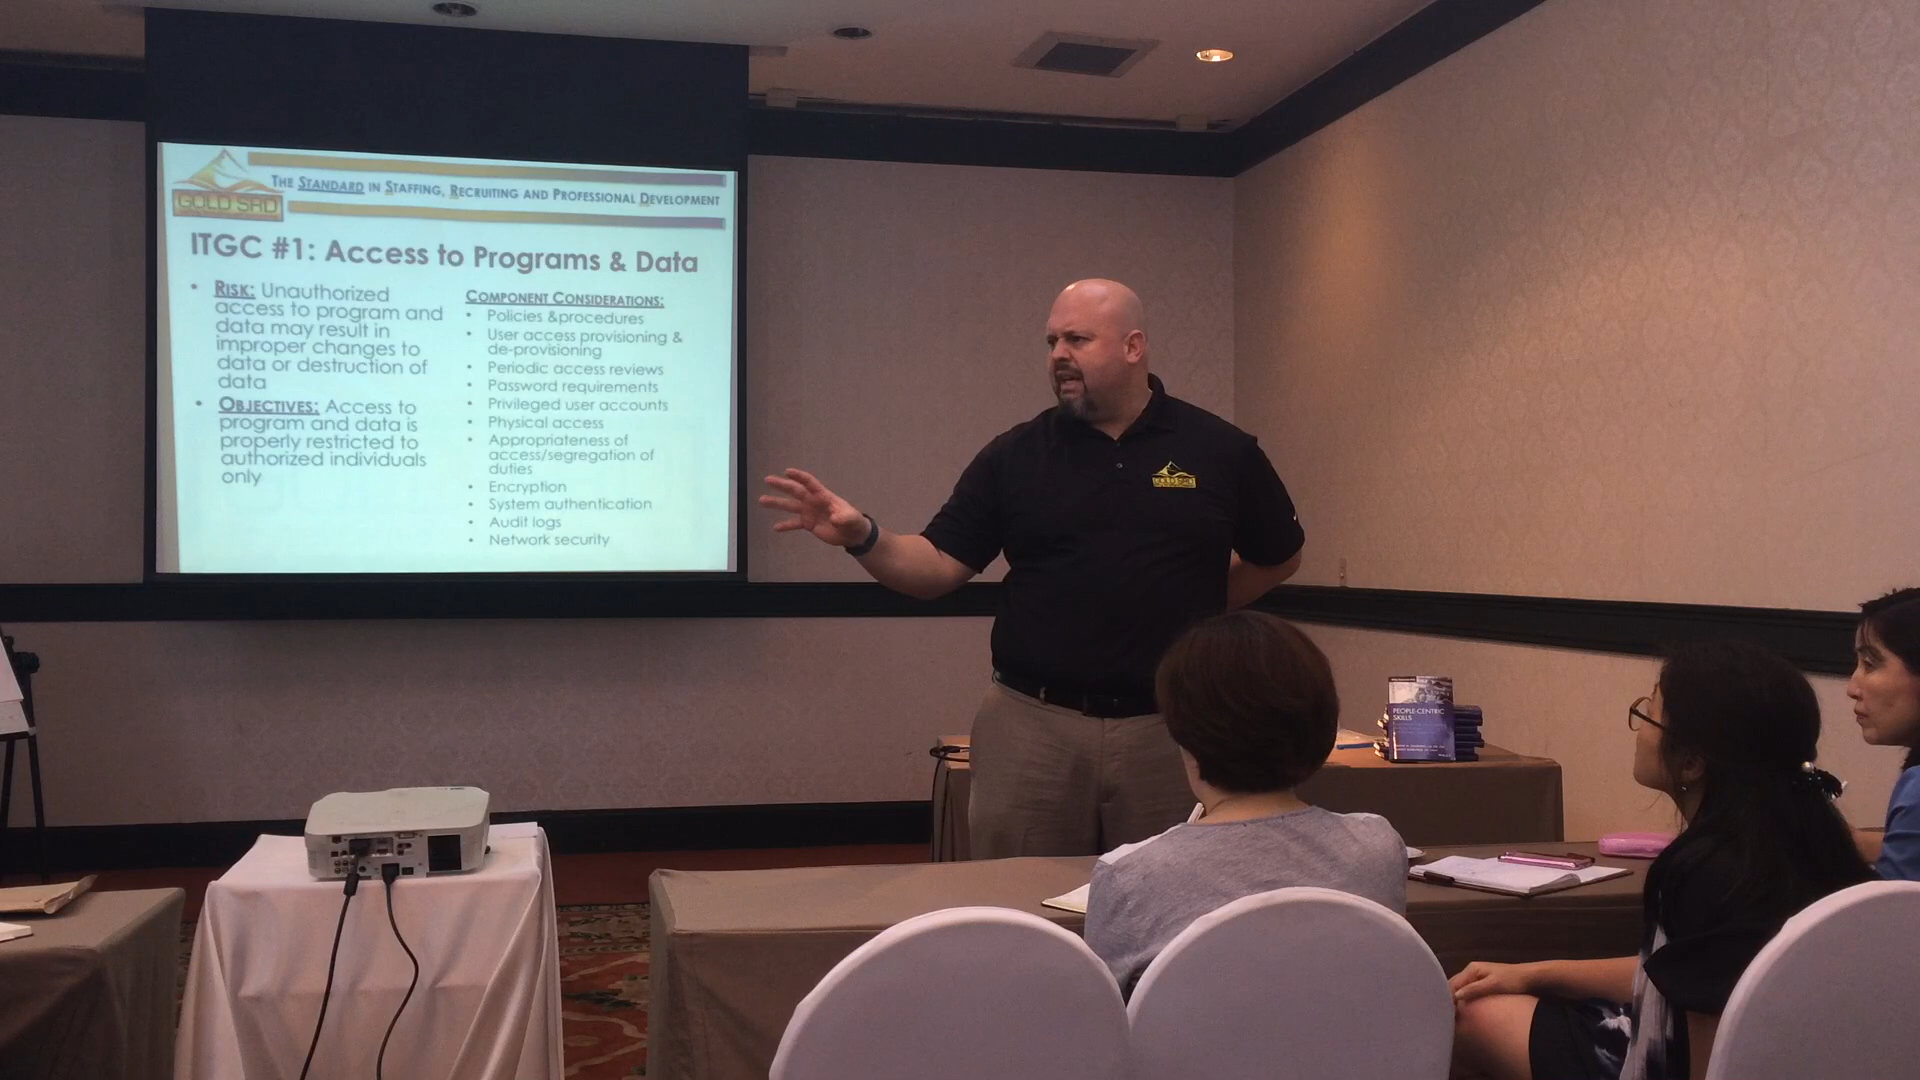 THE STANDARD IN STAFFING, RECRUITING AND PROFESSIONAL DEVELOPMENT
GOLD SRD
ITGC #1: Access to Programs & Data
• RISK: Unauthorized
access to program and
data may result in
improper changes to
data or destruction of
data
• OBJECTIVES: Access to
program and data is
properly restricted to
authorized individuals
only
COMPONENT CONSIDERATIONS:
• Policies &procedures
• User access provisioning &
de-provisioning
• Periodic access reviews
• Password requirements
• Privileged user accounts
• Physical access
• Appropriateness of
access/segregation of
duties
• Encryption
• System authentication
• Audit logs
• Network security
GOLD SRD
PEOPLE-CENTRIC
SKILLS